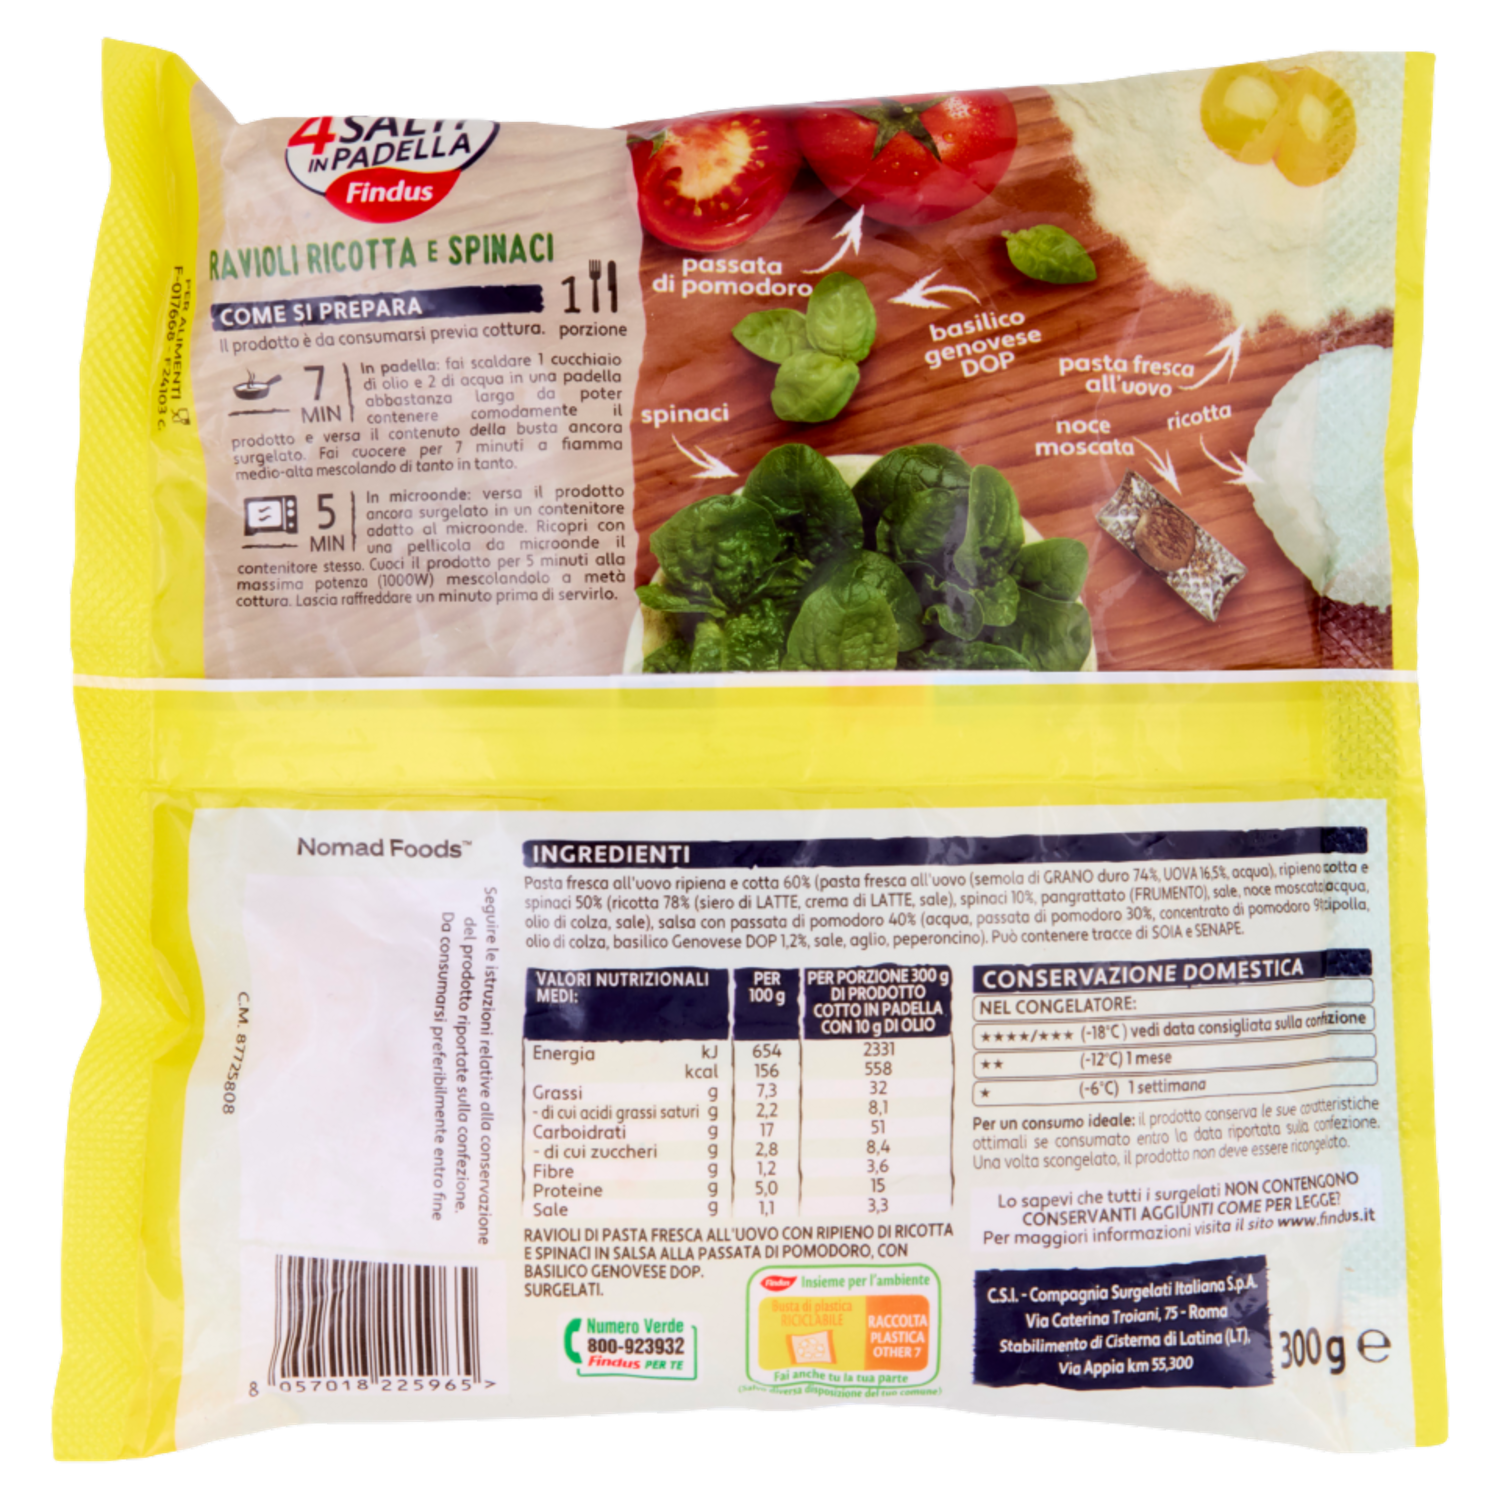 4 SALTI
IN PADELLA
Findus
RAVIOLI RICOTTA E SPINACI
COME SI PREPARA
Il prodotto è da consumarsi previa cottura.
1
porzione
7
MIN
In padella: fai scaldare 1 cucchiaio
di olio e 2 di acqua in una padella
abbastanza larga da poter
contenere comodamente il
prodotto e versa il contenuto della busta ancora
surgelato. Fai cuocere per 7 minuti a fiamma
medio-alta mescolando di tanto in tanto.
5
MIN
In microonde: versa il prodotto
ancora surgelato in un contenitore
adatto al microonde. Ricopri con
una pellicola da microonde il
contenitore stesso. Cuoci il prodotto per 5 minuti alla
massima potenza (1000W) mescolandolo a metà
cottura. Lascia raffreddare un minuto prima di servirlo.
PER ALIMENTI
F-017668 - F24103 c.
passata
di pomodoro
basilico
genovese
DOP
pasta fresca
all'uovo
spinaci
noce
moscata
ricotta
Nomad Foods™
Seguire le istruzioni relative alla conservazione
del prodotto riportate sulla confezione.
Da consumarsi preferibilmente entro fine
C.M. 87725808
8 057018 225965 >
INGREDIENTI
Pasta fresca all'uovo ripiena e cotta 60% (pasta fresca all'uovo (semola di GRANO duro 74%, UOVA 16,5%, acqua), ripieno cotta e
spinaci 50% (ricotta 78% (siero di LATTE, crema di LATTE, sale), spinaci 10%, pangrattato (FRUMENTO), sale, noce moscata acqua,
olio di colza, sale), salsa con passata di pomodoro 40% (acqua, passata di pomodoro 30%, concentrato di pomodoro 9% cipolla,
olio di colza, basilico Genovese DOP 1,2%, sale, aglio, peperoncino). Può contenere tracce di SOIA e SENAPE.
VALORI NUTRIZIONALI
MEDI:
PER
100 g
PER PORZIONE 300 g
DI PRODOTTO
COTTO IN PADELLA
CON 10 g DI OLIO
Energia kJ 654 2331
kcal 156 558
Grassi g 7,3 32
- di cui acidi grassi saturi g 2,2 8,1
Carboidrati g 17 51
- di cui zuccheri g 2,8 8,4
Fibre g 1,2 3,6
Proteine g 5,0 15
Sale g 1,1 3,3
RAVIOLI DI PASTA FRESCA ALL'UOVO CON RIPIENO DI RICOTTA
E SPINACI IN SALSA ALLA PASSATA DI POMODORO, CON
BASILICO GENOVESE DOP.
SURGELATI.
Numero Verde
800-923932
Findus PER TE
Findus Insieme per l'ambiente
Busta di plastica
RICICLABILE
RACCOLTA
PLASTICA
OTHER 7
Fai anche tu la tua parte
(Salvo diversa disposizione del tuo comune)
CONSERVAZIONE DOMESTICA
NEL CONGELATORE:
★★★★/★★★ (-18°C) vedi data consigliata sulla confezione
★★ (-12°C) 1 mese
★ (-6°C) 1 settimana
Per un consumo ideale: il prodotto conserva le sue caratteristiche
ottimali se consumato entro la data riportata sulla confezione.
Una volta scongelato, il prodotto non deve essere ricongelato.
Lo sapevi che tutti i surgelati NON CONTENGONO
CONSERVANTI AGGIUNTI COME PER LEGGE?
Per maggiori informazioni visita il sito www.findus.it
C.S.I. - Compagnia Surgelati Italiana S.p.A.
Via Caterina Troiani, 75 - Roma
Stabilimento di Cisterna di Latina (LT),
Via Appia km 55,300
300 g e